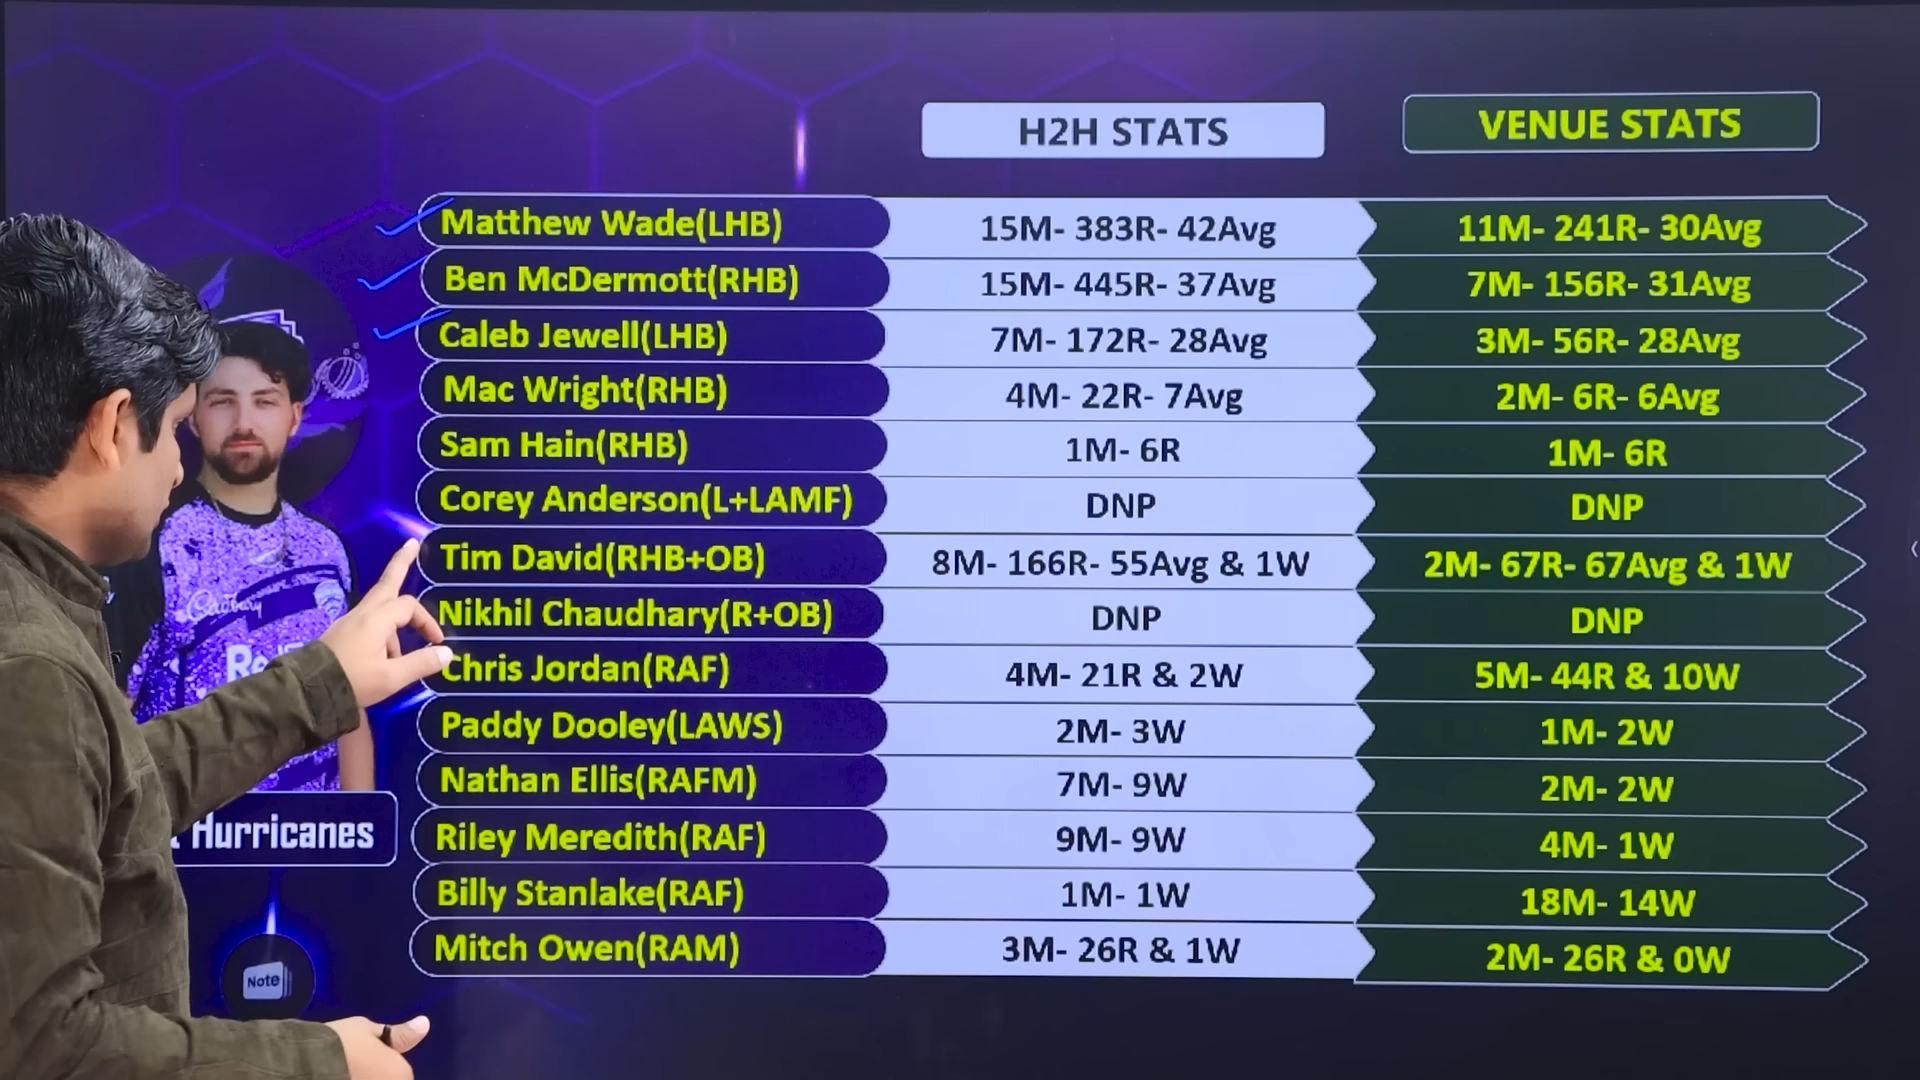 H2H STATS
VENUE STATS
Matthew Wade(LHB) 15M- 383R- 42Avg 11M- 241R- 30Avg
Ben McDermott(RHB) 15M- 445R- 37Avg 7M- 156R- 31Avg
Caleb Jewell(LHB) 7M- 172R- 28Avg 3M- 56R- 28Avg
Mac Wright(RHB) 4M- 22R- 7Avg 2M- 6R- 6Avg
Sam Hain(RHB) 1M- 6R 1M- 6R
Corey Anderson(L+LAMF) DNP DNP
Tim David(RHB+OB) 8M- 166R- 55Avg & 1W 2M- 67R- 67Avg & 1W
Nikhil Chaudhary(R+OB) DNP DNP
Chris Jordan(RAF) 4M- 21R & 2W 5M- 44R & 10W
Paddy Dooley(LAWS) 2M- 3W 1M- 2W
Nathan Ellis(RAFM) 7M- 9W 2M- 2W
Riley Meredith(RAF) 9M- 9W 4M- 1W
Billy Stanlake(RAF) 1M- 1W 18M- 14W
Mitch Owen(RAM) 3M- 26R & 1W 2M- 26R & 0W
Cadbury
Hurricanes
Note